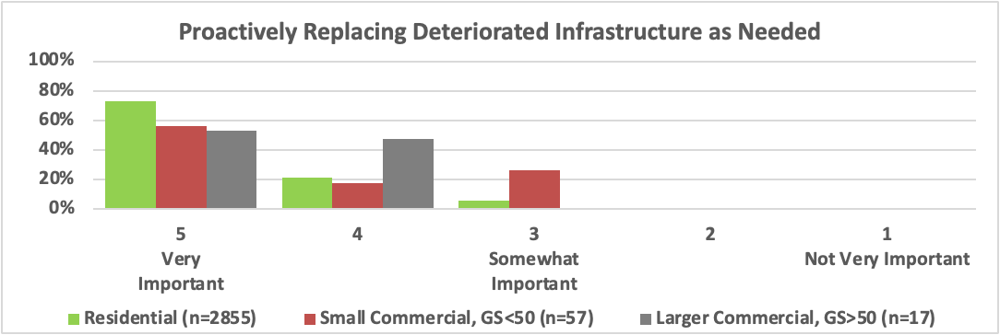 Proactively Replacing Deteriorated Infrastructure as Needed
100%
80%
60%
40%
20%
0%
5 4 3 2 1
Very Somewhat Not Very Important
Important Important
Residential (n=2855) Small Commercial, GS<50 (n=57) Larger Commercial, GS>50 (n=17)